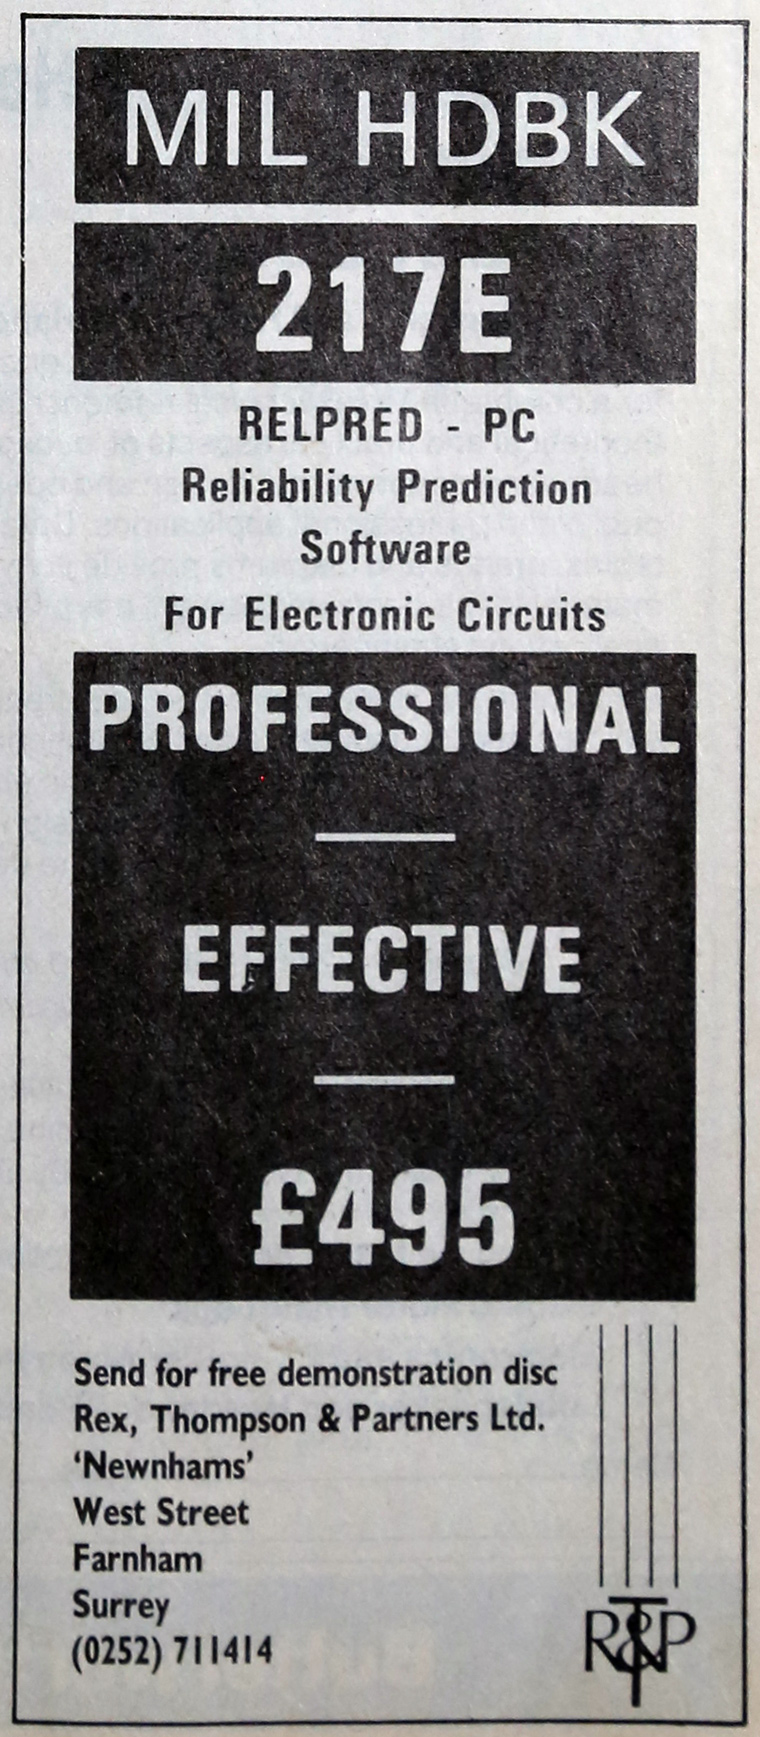 MIL HDBK
217E
RELPRED - PC
Reliability Prediction
Software
For Electronic Circuits
PROFESSIONAL
EFFECTIVE
£495
Send for free demonstration disc
Rex, Thompson & Partners Ltd.
‘Newnhams’
West Street
Farnham
Surrey
(0252) 711414
RT&P